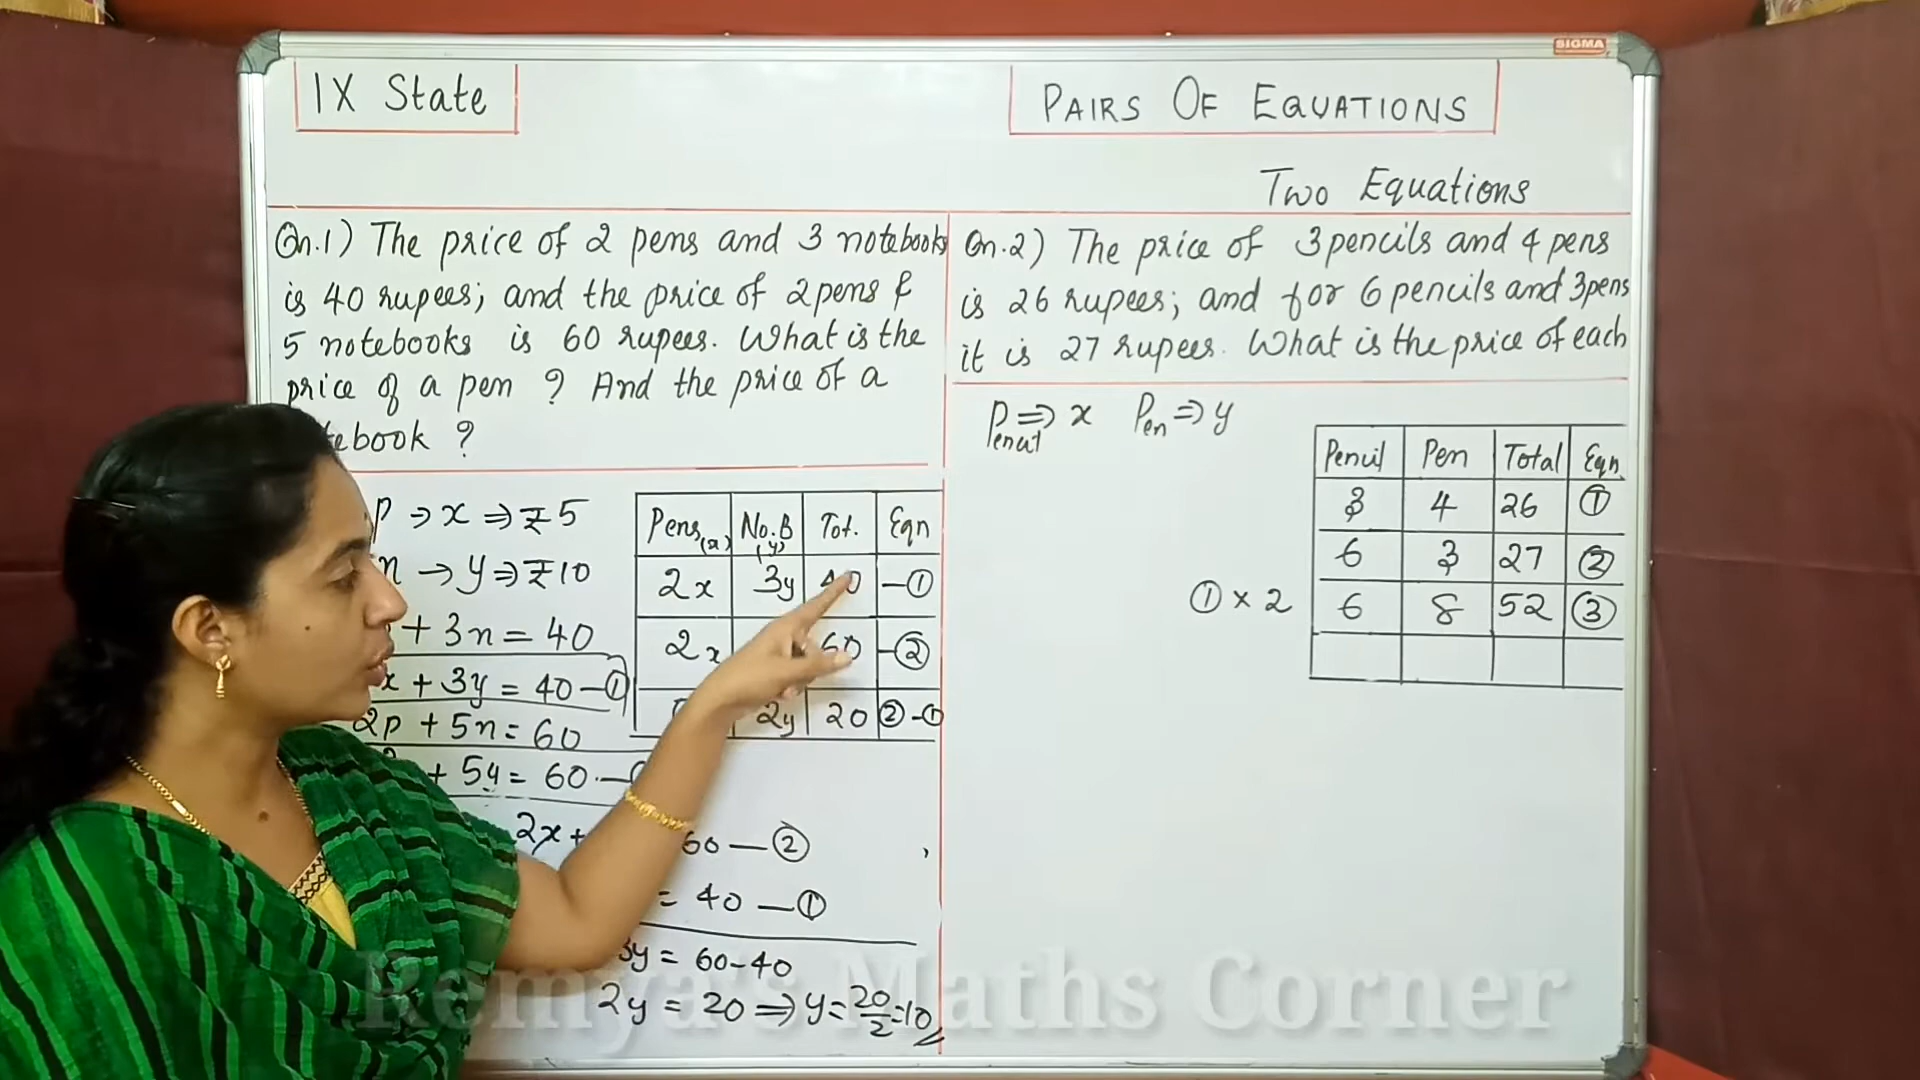 SIGMA
IX State
PAIRS OF EQUATIONS
Two Equations
Qn.1) The price of 2 pens and 3 notebooks
is 40 rupees; and the price of 2 pens &
5 notebooks is 60 rupees. What is the
price of a pen ? And the price of a
tebook ?
P → x ⇒ ₹5
n → y ⇒ ₹10
+ 3n = 40
x + 3y = 40 — ①
2p + 5n = 60
+ 5y = 60 —
2x + 60 — ②
= 40 — ①
3y = 60-40
2y = 20 ⇒ y = 20/2 = 10
Pens (x) No.B (y) Tot. Eqn
2x 3y 40 — ①
2x 60 — ②
2y 20 ② - ①
Qn.2) The price of 3 pencils and 4 pens
is 26 rupees; and for 6 pencils and 3 pens
it is 27 rupees. What is the price of each
Pencil ⇒ x Pen ⇒ y
Pencil Pen Total Eqn
3 4 26 ①
6 3 27 ②
① × 2 6 8 52 ③
Remya's Maths Corner